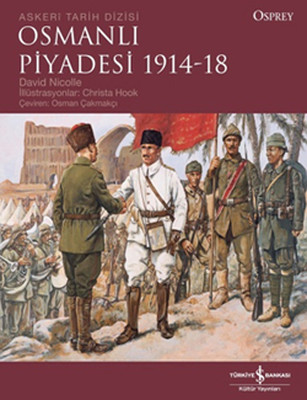 ASKERİ TARİH DİZİSİ
OSPREY
OSMANLI
PİYADESİ 1914-18
David Nicolle
İllüstrasyonlar: Christa Hook
Çeviren: Osman Çakmakçı
TÜRKİYE İŞ BANKASI
Kültür Yayınları